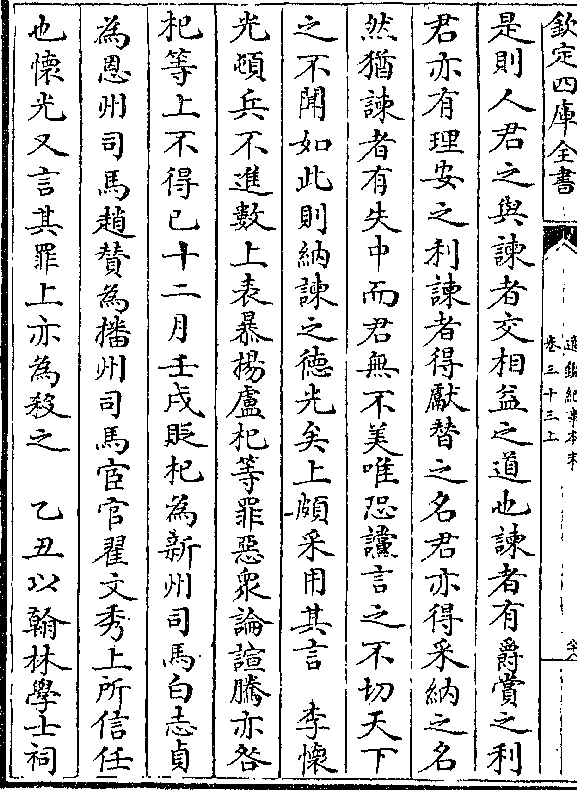 欽定四庫全書
通鑑紀事本末
卷三十三上
是則人君之與諫者交相益之道也諫者有爵賞之利
君亦有理安之利諫者得獻替之名君亦得采納之名
然猶諫者有失中而君無不美唯恐讜言之不切天下
之不聞如此則納諫之德光矣上頗采用其言　李懷
光頓兵不進數上表暴揚盧杞等罪惡衆論諠騰亦咎
杞等上不得已十二月壬戌貶杞為新州司馬白志貞
為恩州司馬趙贊為播州司馬宦官翟文秀上所信任
也懷光又言其罪上亦為殺之　乙丑以翰林學士祠